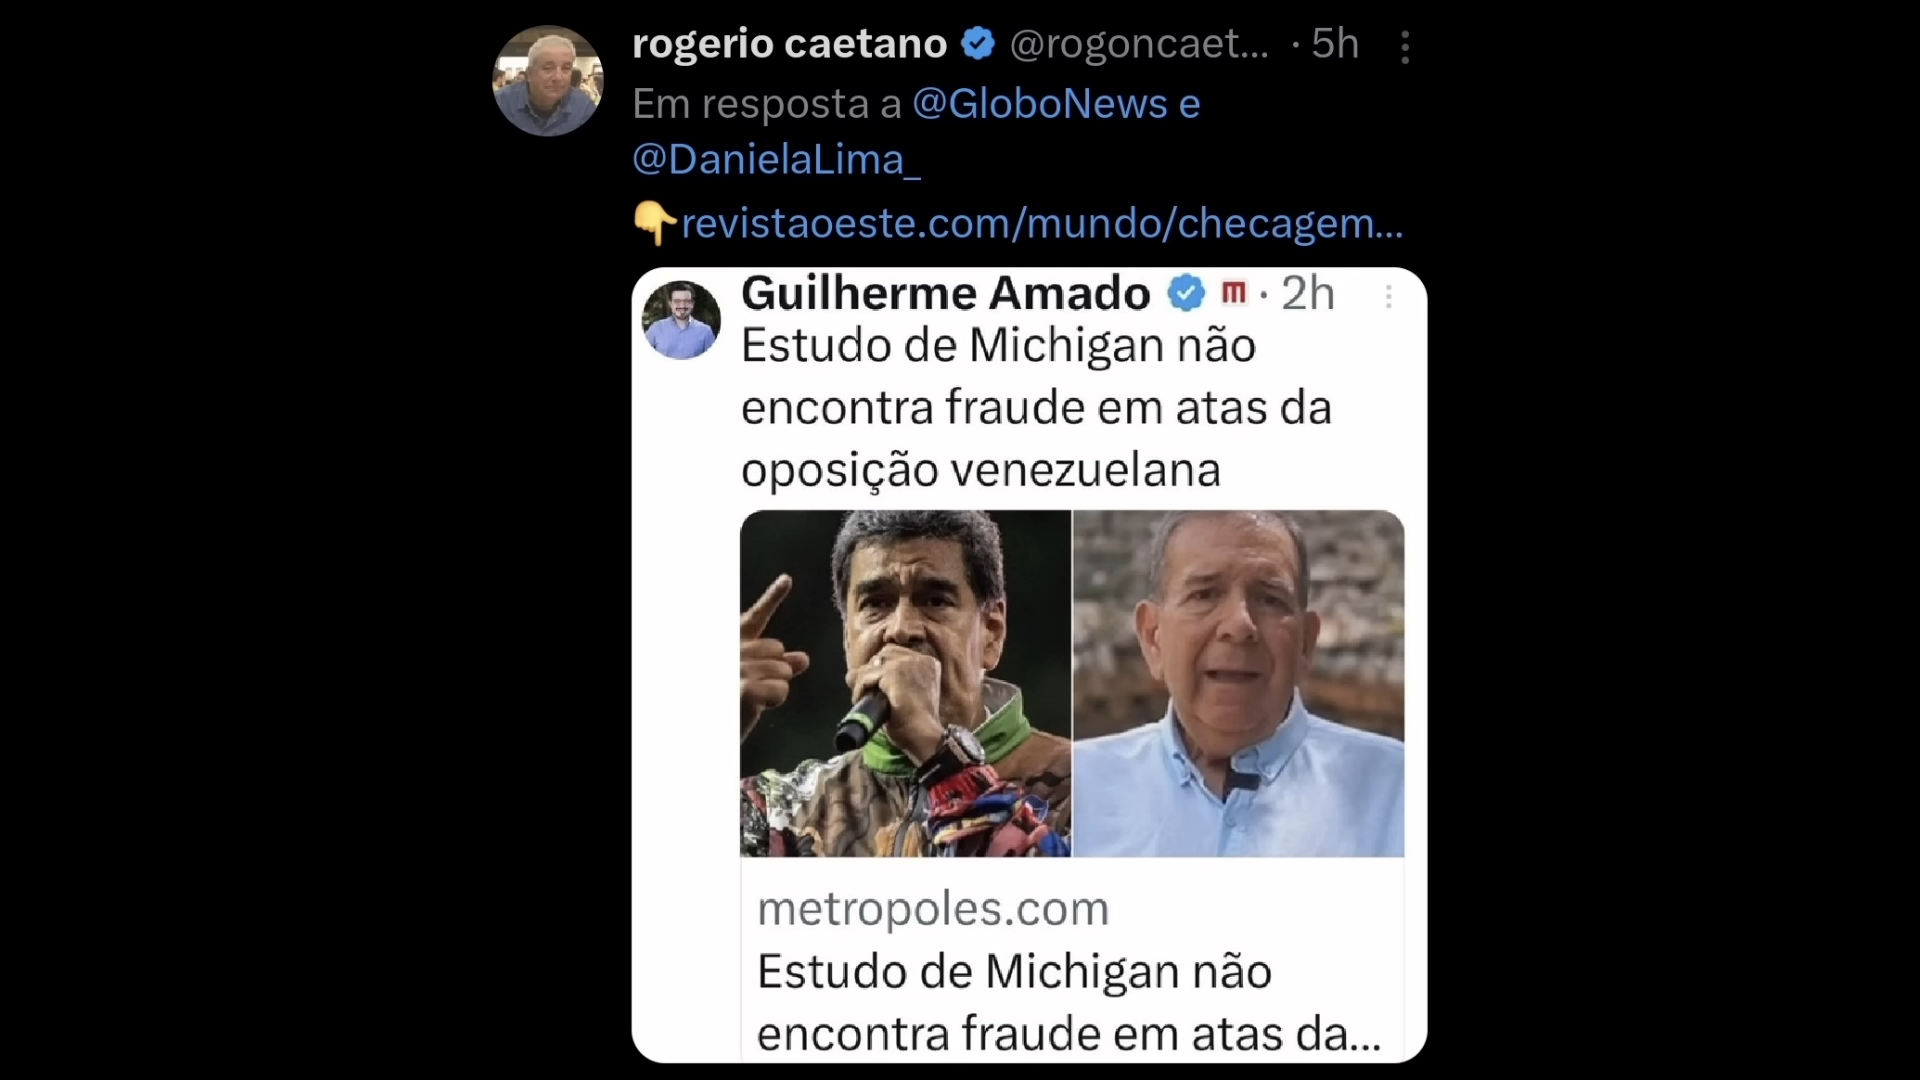 rogerio caetano @rogoncaet... · 5h
Em resposta a @GloboNews e
@DanielaLima_
revistaoeste.com/mundo/checagem...
Guilherme Amado m · 2h
Estudo de Michigan não
encontra fraude em atas da
oposição venezuelana
metropoles.com
Estudo de Michigan não
encontra fraude em atas da...